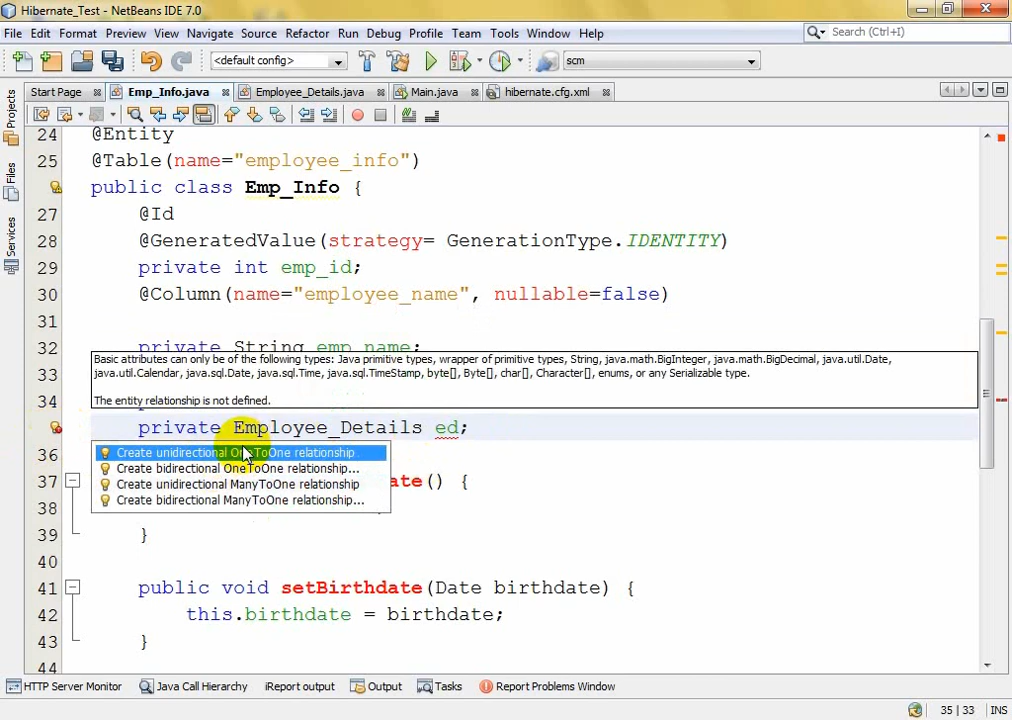 Hibernate_Test - NetBeans IDE 7.0
File Edit Format Preview View Navigate Source Refactor Run Debug Profile Team Tools Window Help
Search (Ctrl+I)
<default config>
scm
Start Page Emp_Info.java Employee_Details.java Main.java hibernate.cfg.xml
Projects
Files
Services
24 @Entity
25 @Table(name="employee_info")
public class Emp_Info {
27 @Id
28 @GeneratedValue(strategy= GenerationType.IDENTITY)
29 private int emp_id;
30 @Column(name="employee_name", nullable=false)
31
32 private String emp_name;
33
34
Basic attributes can only be of the following types: Java primitive types, wrapper of primitive types, String, java.math.BigInteger, java.math.BigDecimal, java.util.Date,
java.util.Calendar, java.sql.Date, java.sql.Time, java.sql.TimeStamp, byte[], Byte[], char[], Character[], enums, or any Serializable type.
The entity relationship is not defined.
private Employee_Details ed;
36
Create unidirectional OneToOne relationship
Create bidirectional OneToOne relationship...
Create unidirectional ManyToOne relationship
Create bidirectional ManyToOne relationship...
37 te() {
38
39 }
40
41 public void setBirthdate(Date birthdate) {
42 this.birthdate = birthdate;
43 }
44
HTTP Server Monitor Java Call Hierarchy iReport output Output Tasks Report Problems Window
35 | 33 INS